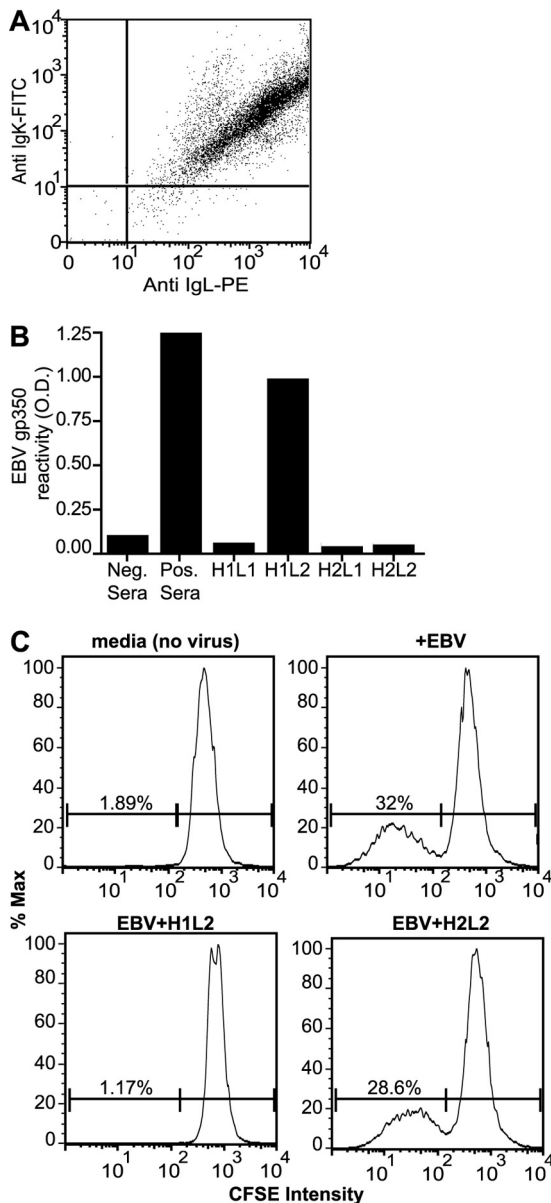 A
Anti IgK-FITC
10^4
10^3
10^2
10^1
0
0 10^1 10^2 10^3 10^4
Anti IgL-PE
B
EBV gp350
reactivity (O.D.)
1.25
1.00
0.50
0.25
0.00
Neg. Pos. H1L1 H1L2 H2L1 H2L2
Sera Sera
C
% Max
media (no virus)
100
80
60
40
20
0
1.89%
10^1 10^2 10^3 10^4
+EBV
100
80
60
40
20
0
32%
10^1 10^2 10^3 10^4
EBV+H1L2
100
80
60
40
20
0
1.17%
10^1 10^2 10^3 10^4
EBV+H2L2
100
80
60
40
20
0
28.6%
10^1 10^2 10^3 10^4
CFSE Intensity